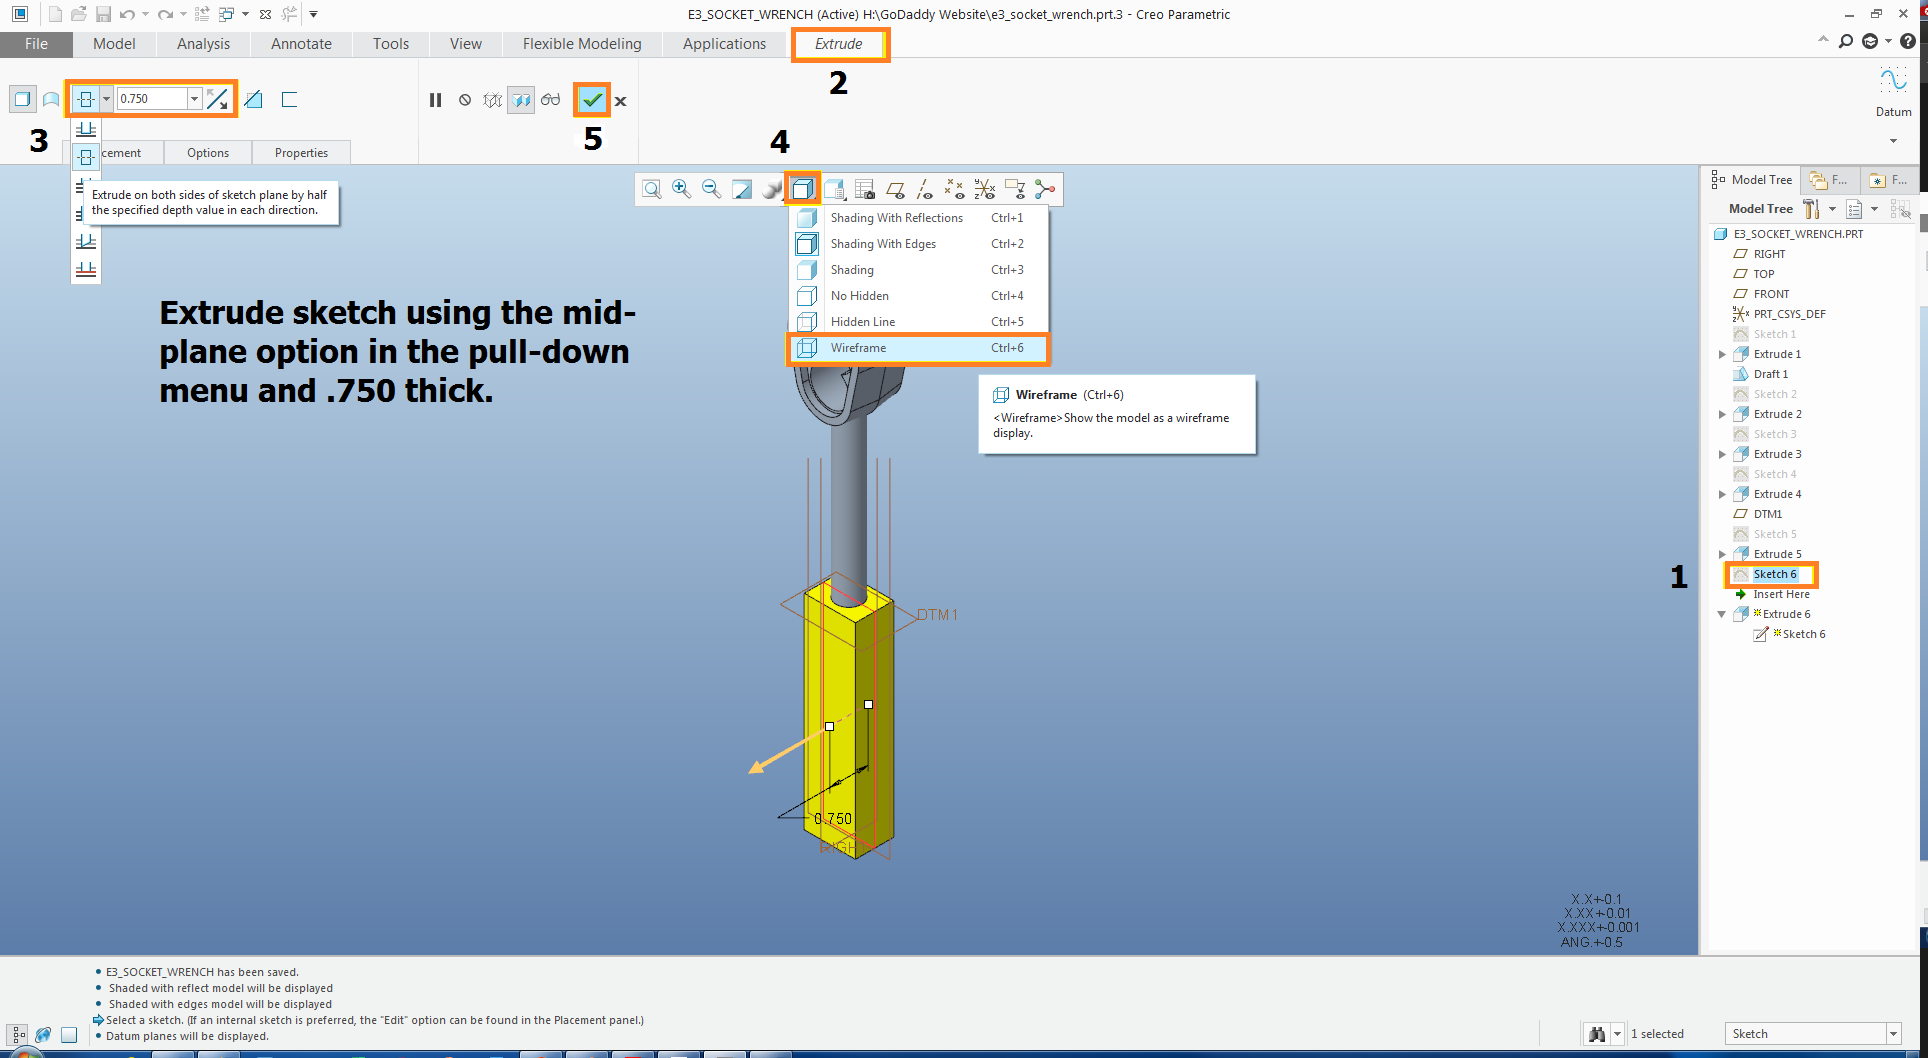 E3_SOCKET_WRENCH (Active) H:\GoDaddy Website\e3_socket_wrench.prt.3 - Creo Parametric
File Model Analysis Annotate Tools View Flexible Modeling Applications Extrude
2
0.750
3
5
4
Datum
cement Options Properties
Extrude on both sides of sketch plane by half
the specified depth value in each direction.
Extrude sketch using the mid-
plane option in the pull-down
menu and .750 thick.
Shading With Reflections Ctrl+1
Shading With Edges Ctrl+2
Shading Ctrl+3
No Hidden Ctrl+4
Hidden Line Ctrl+5
Wireframe Ctrl+6
Wireframe (Ctrl+6)
<Wireframe>Show the model as a wireframe
display.
DTM1
0.750
X.X+-0.1
X.XX+-0.01
X.XXX+-0.001
ANG.+-0.5
Model Tree F... F...
Model Tree
E3_SOCKET_WRENCH.PRT
RIGHT
TOP
FRONT
PRT_CSYS_DEF
Sketch 1
Extrude 1
Draft 1
Sketch 2
Extrude 2
Sketch 3
Extrude 3
Sketch 4
Extrude 4
DTM1
Sketch 5
Extrude 5
1
Sketch 6
Insert Here
Extrude 6
Sketch 6
E3_SOCKET_WRENCH has been saved.
Shaded with reflect model will be displayed
Shaded with edges model will be displayed
Select a sketch. (If an internal sketch is preferred, the "Edit" option can be found in the Placement panel.)
Datum planes will be displayed.
1 selected
Sketch